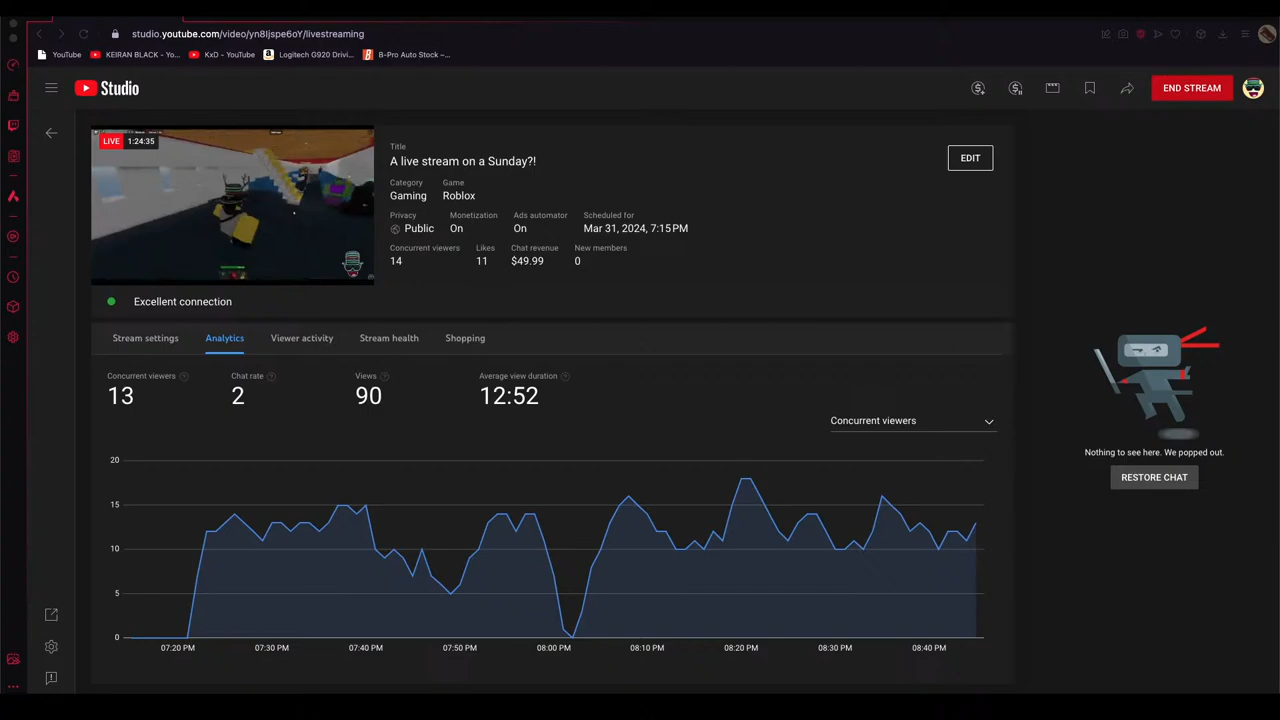 studio.youtube.com/video/yn8Ijspe6oY/livestreaming
YouTube
KEIRAN BLACK - Yo...
KxD – YouTube
Logitech G920 Drivi...
B-Pro Auto Stock –...
Studio
END STREAM
LIVE 1:24:35
Title
A live stream on a Sunday?!
EDIT
Category Game
Gaming Roblox
Privacy Monetization Ads automator Scheduled for
Public On On Mar 31, 2024, 7:15 PM
Concurrent viewers Likes Chat revenue New members
14 11 $49.99 0
Excellent connection
Stream settings Analytics Viewer activity Stream health Shopping
Concurrent viewers Chat rate Views Average view duration
13 2 90 12:52
Concurrent viewers
20
15
10
5
0
07:20 PM 07:30 PM 07:40 PM 07:50 PM 08:00 PM 08:10 PM 08:20 PM 08:30 PM 08:40 PM
Nothing to see here. We popped out.
RESTORE CHAT